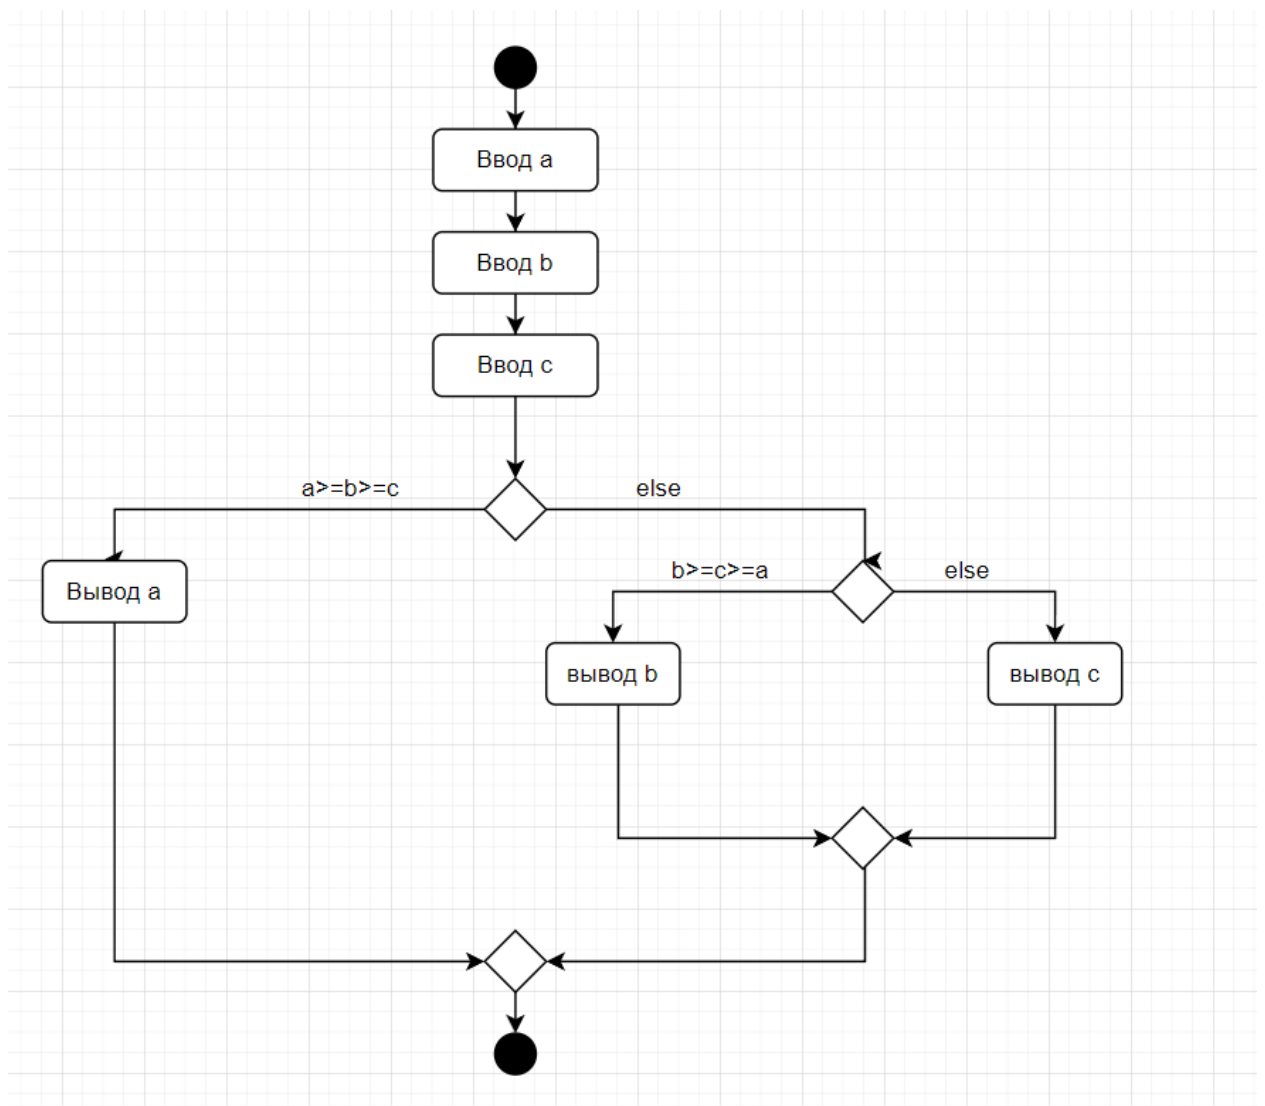 Ввод a
Ввод b
Ввод c
a>=b>=c
else
b>=c>=a
else
Вывод a
вывод b
вывод c